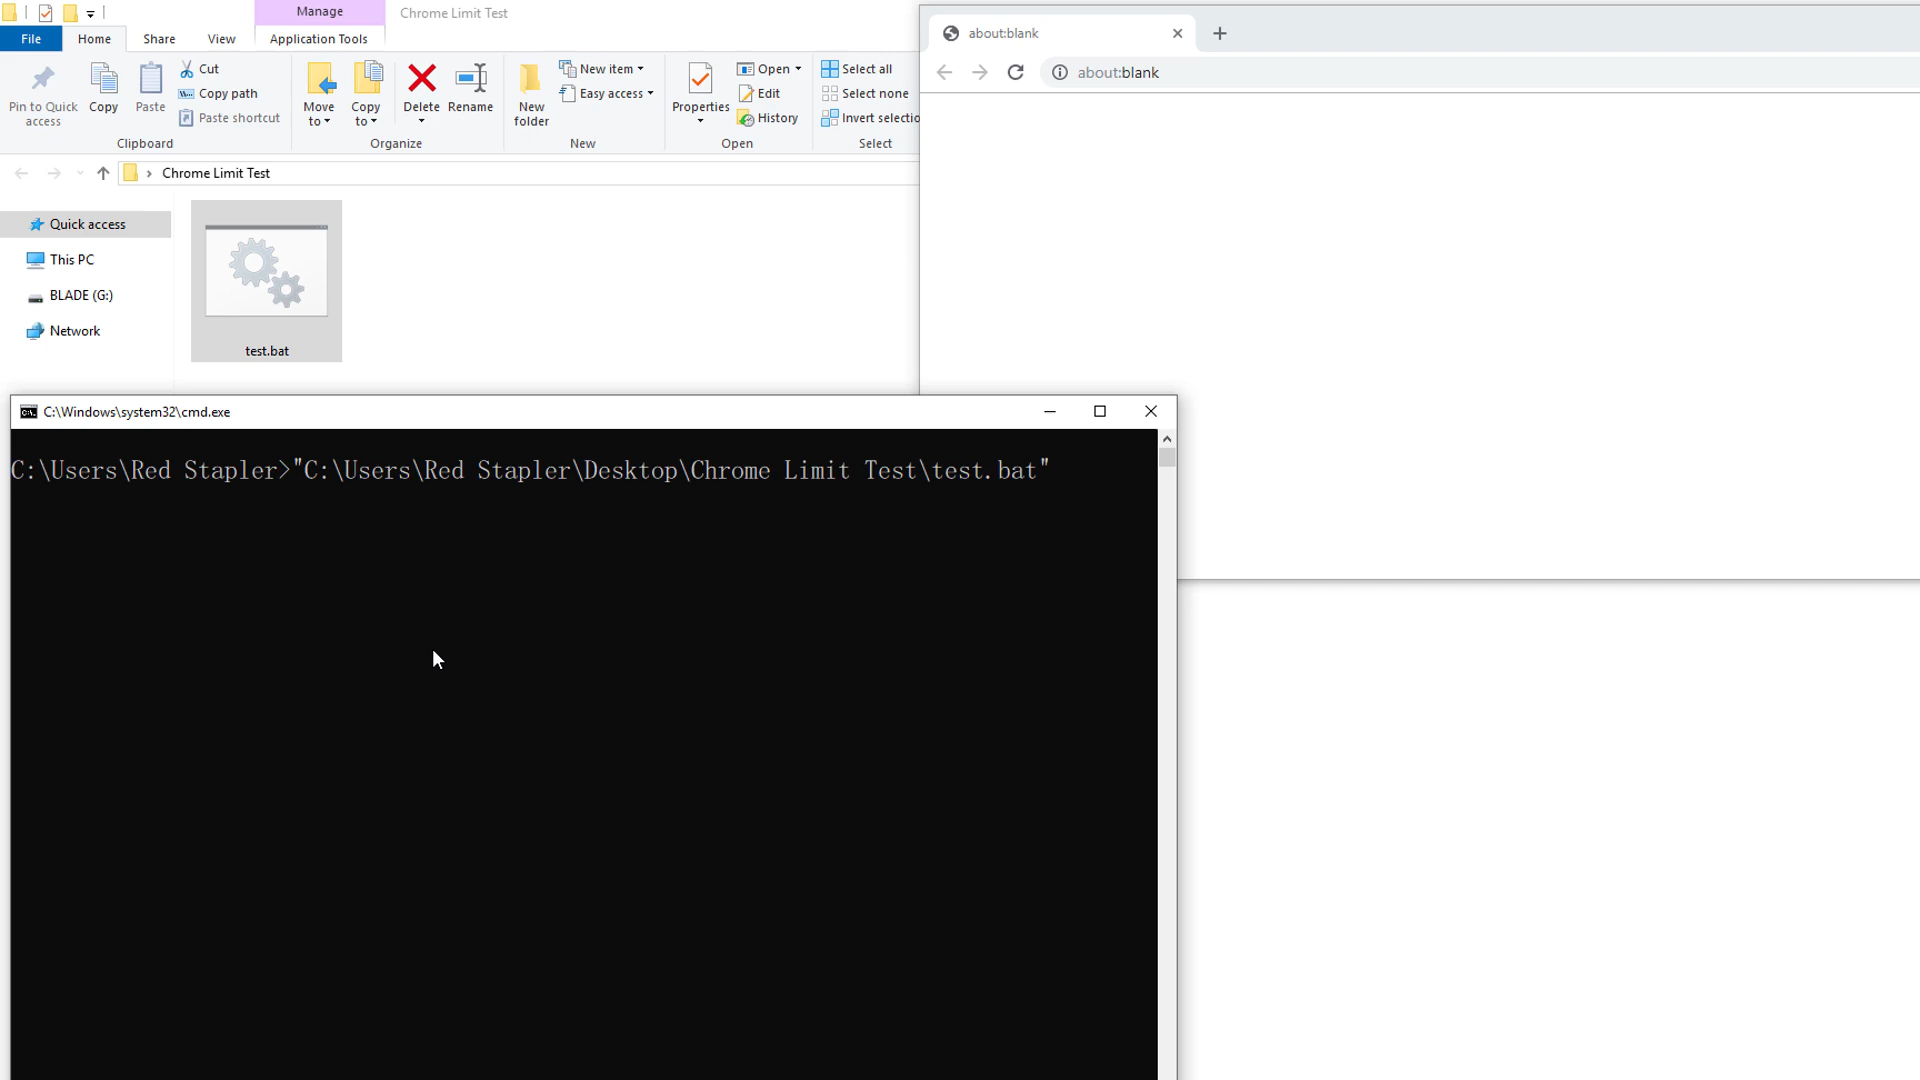 Manage
Chrome Limit Test
File
Home
Share
View
Application Tools
Pin to Quick access
Copy
Paste
Cut
Copy path
Paste shortcut
Clipboard
Move to
Copy to
Delete
Rename
Organize
New folder
New item
Easy access
New
Properties
Open
Edit
History
Open
Select all
Select none
Invert selectio
Select
Chrome Limit Test
Quick access
This PC
BLADE (G:)
Network
test.bat
about:blank
about:blank
C:\Windows\system32\cmd.exe
C:\Users\Red Stapler>"C:\Users\Red Stapler\Desktop\Chrome Limit Test\test.bat"